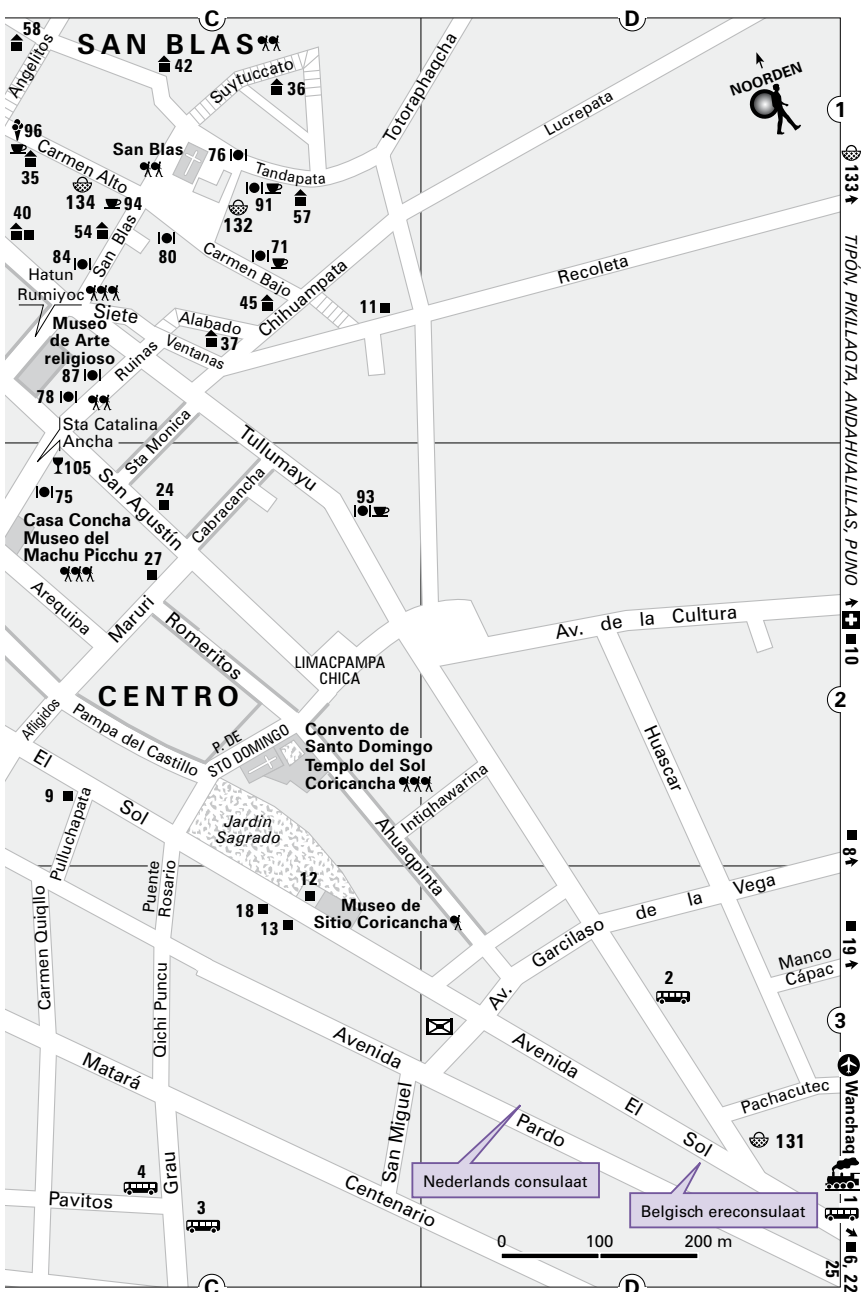 C
D
58
SAN BLAS
42
Angelitos
Suytuccato
36
Totoraphaqcha
Lucrepata
NOORDEN
1
96
San Blas
76
Tandapata
133
35
Carmen Alto
134
94
132
91
57
40
54
80
71
84
San Blas
Carmen Bajo
Recoleta
Hatun
Rumiyoc
Siete
45
Chihuampata
11
Museo
de Arte
religioso
Alabado
37
Ventanas
Ruinas
87
78
Sta Catalina
Ancha
Sta Monica
Tullumayu
TIPÓN, PIKILLAQTA, ANDAHUALILLAS, PUNO
105
75
San Agustín
24
Cabracancha
93
Casa Concha
Museo del
Machu Picchu
27
Arequipa
Maruri
Romeritos
Av. de la Cultura
10
LIMACPAMPA
CHICA
CENTRO
2
Afligidos
Pampa del Castillo
P. DE
STO DOMINGO
Convento de
Santo Domingo
Templo del Sol
Coricancha
Huascar
El Sol
9
Pulluchapata
Jardín
Sagrado
Intiqhawarina
Ahuaqpinta
8
Puente
Rosario
12
18
13
Museo de
Sitio Coricancha
Av. Garcilaso de la Vega
19
Carmen Quiqllo
Manco
Cápac
2
Qichi Puncu
3
Avenida Pardo
Avenida El Sol
Matará
Pachacutec
Wanchaq
San Miguel
131
4
Grau
Nederlands consulaat
Pavitos
3
Centenario
Belgisch ereconsulaat
1
0 100 200 m
6, 22
25
C
D